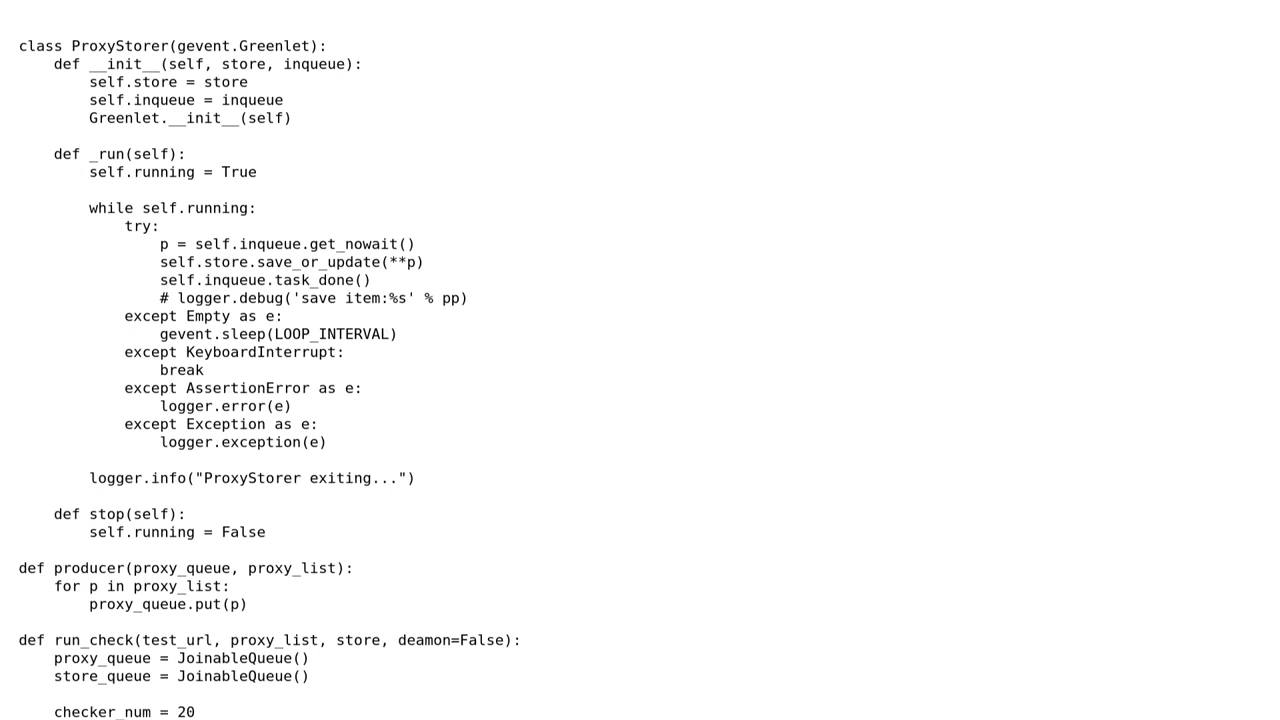 class ProxyStorer(gevent.Greenlet):
    def __init__(self, store, inqueue):
        self.store = store
        self.inqueue = inqueue
        Greenlet.__init__(self)

    def _run(self):
        self.running = True

        while self.running:
            try:
                p = self.inqueue.get_nowait()
                self.store.save_or_update(**p)
                self.inqueue.task_done()
                # logger.debug('save item:%s' % pp)
            except Empty as e:
                gevent.sleep(LOOP_INTERVAL)
            except KeyboardInterrupt:
                break
            except AssertionError as e:
                logger.error(e)
            except Exception as e:
                logger.exception(e)

        logger.info("ProxyStorer exiting...")

    def stop(self):
        self.running = False

def producer(proxy_queue, proxy_list):
    for p in proxy_list:
        proxy_queue.put(p)

def run_check(test_url, proxy_list, store, deamon=False):
    proxy_queue = JoinableQueue()
    store_queue = JoinableQueue()

    checker_num = 20